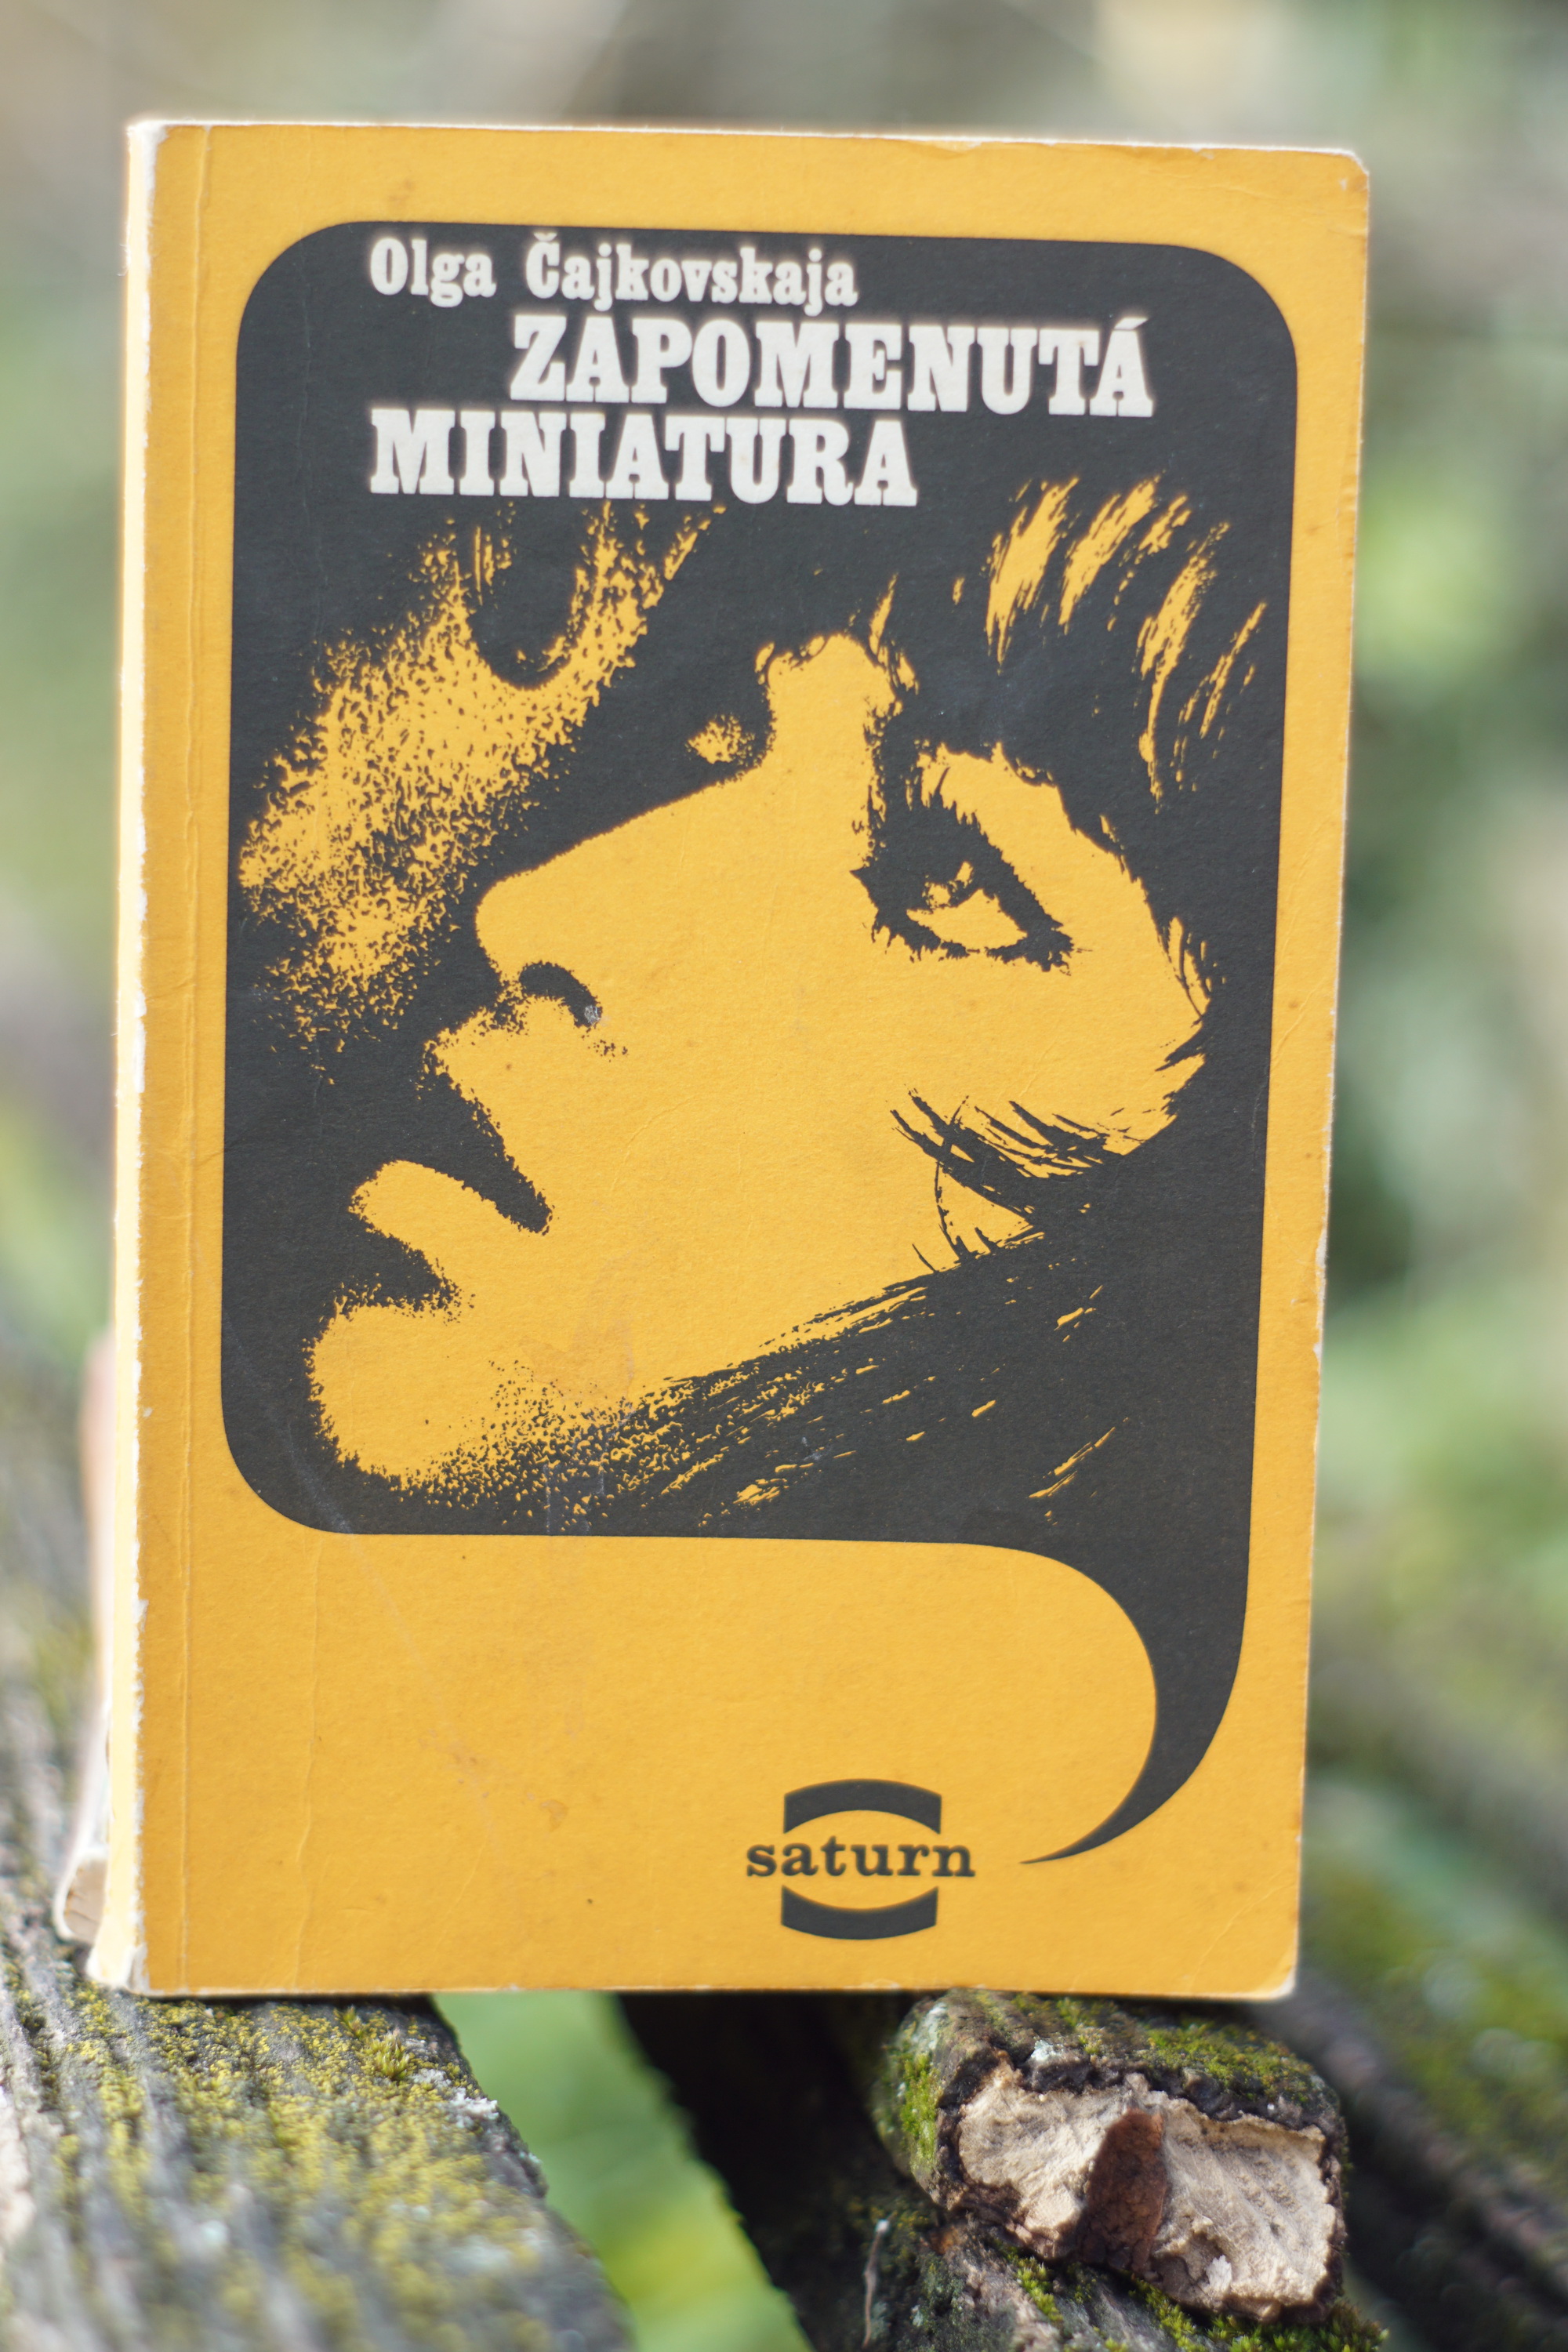 Olga Čajkovskaja
ZAPOMENUTÁ
MINIATURA
saturn